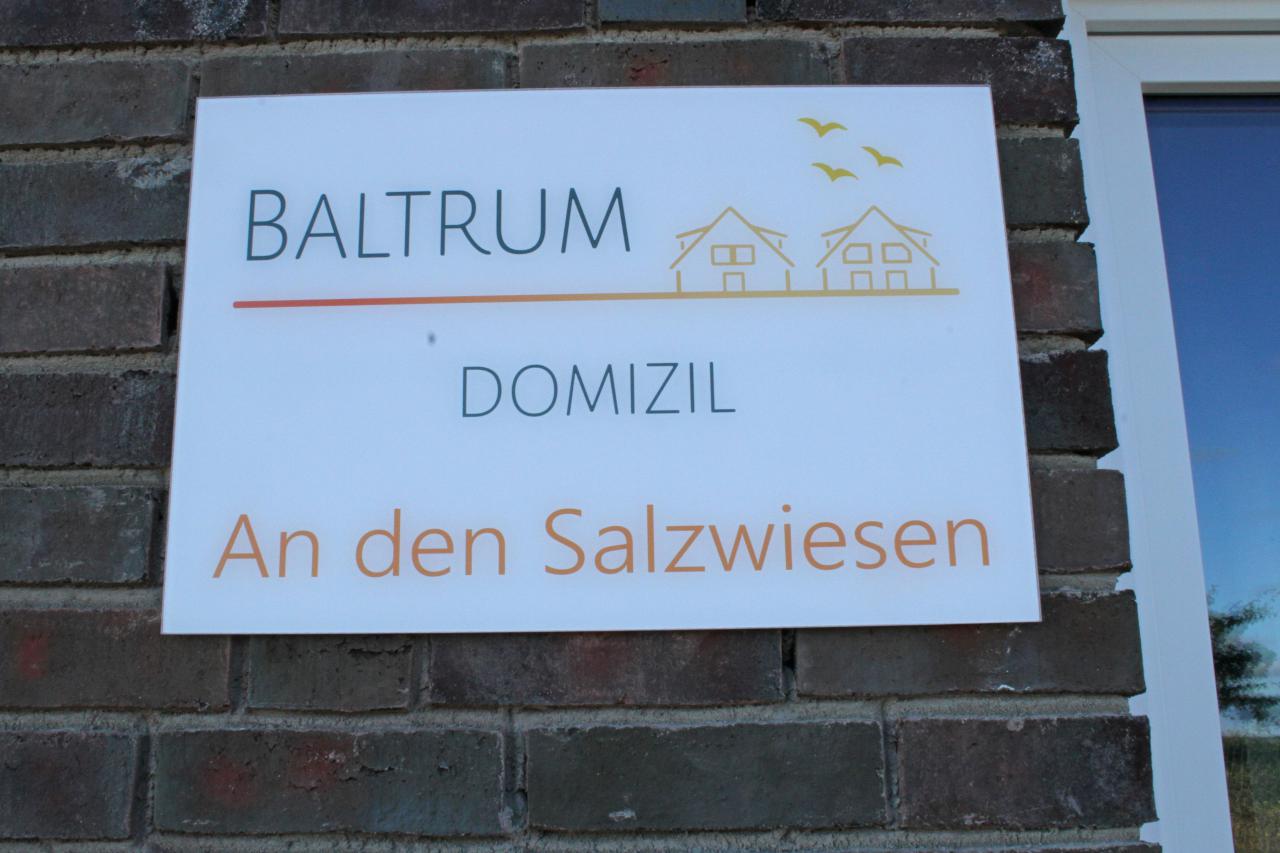 BALTRUM
DOMIZIL
An den Salzwiesen